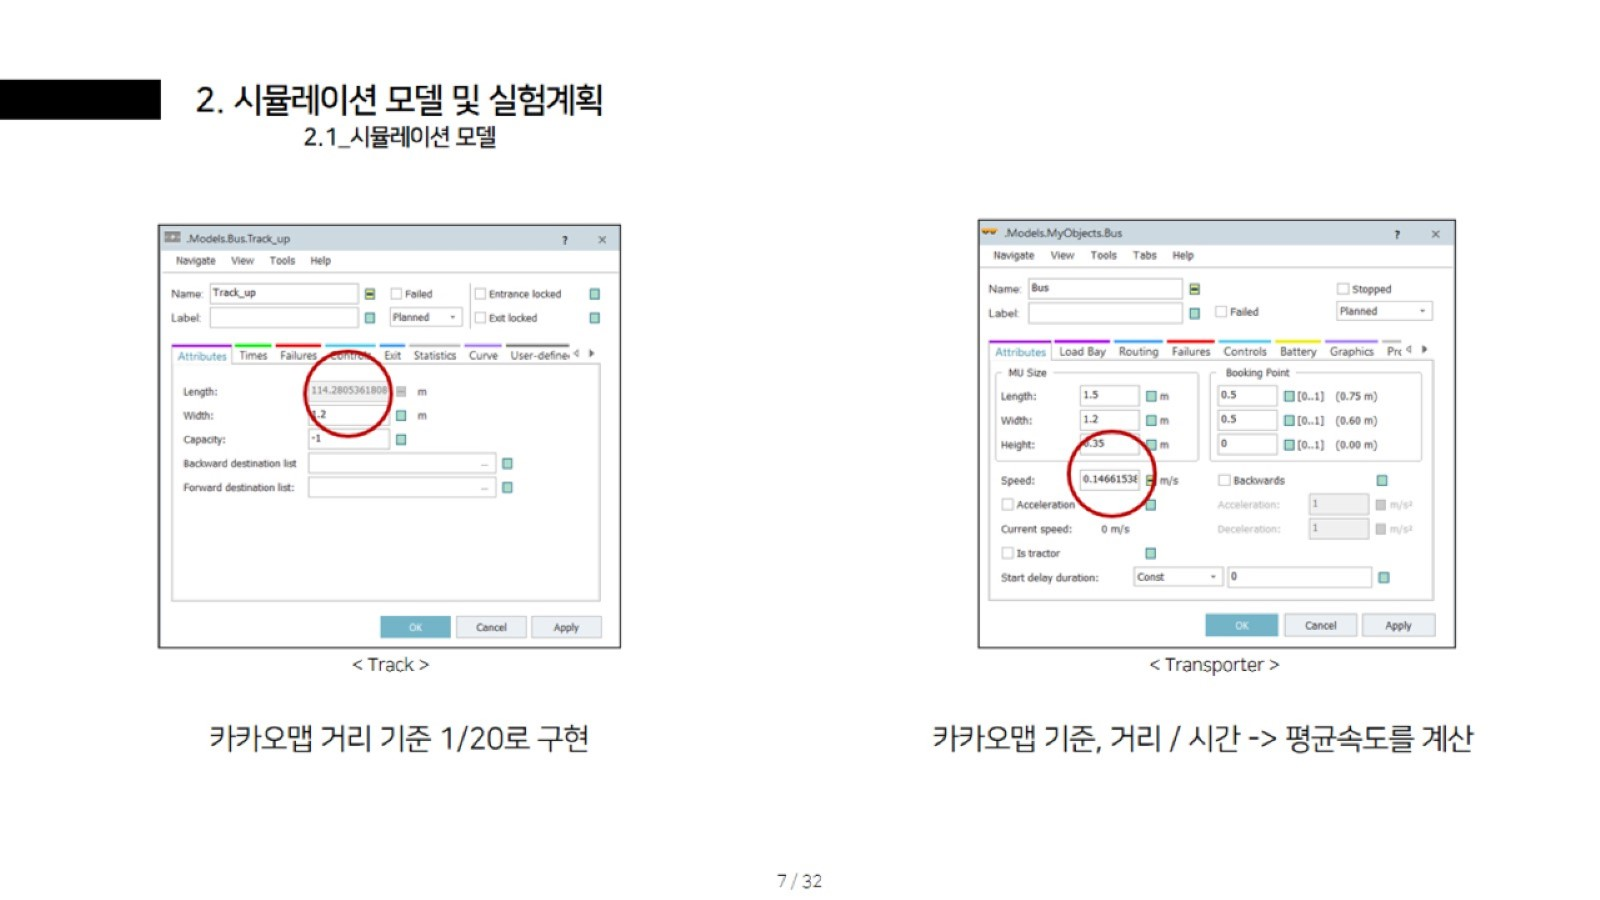 2. 시뮬레이션 모델 및 실험계획
2.1_시뮬레이션 모델
.Models.Bus.Track_up ? ×
Navigate View Tools Help
Name: Track_up Failed Entrance locked
Label: Planned Exit locked
Attributes Times Failures Controls Exit Statistics Curve User-define
Length: 114.2805361808 m
Width: 1.2 m
Capacity: -1
Backward destination list ...
Forward destination list: ...
OK Cancel Apply
< Track >
카카오맵 거리 기준 1/20로 구현
.Models.MyObjects.Bus ? ×
Navigate View Tools Tabs Help
Name: Bus Stopped
Label: Failed Planned
Attributes Load Bay Routing Failures Controls Battery Graphics Pro
MU Size Booking Point
Length: 1.5 m 0.5 [0..1] (0.75 m)
Width: 1.2 m 0.5 [0..1] (0.60 m)
Height: 0.35 m 0 [0..1] (0.00 m)
Speed: 0.14661538 m/s Backwards
Acceleration Acceleration: 1 m/s²
Current speed: 0 m/s Deceleration: 1 m/s²
Is tractor
Start delay duration: Const 0
OK Cancel Apply
< Transporter >
카카오맵 기준, 거리 / 시간 -> 평균속도를 계산
7 / 32